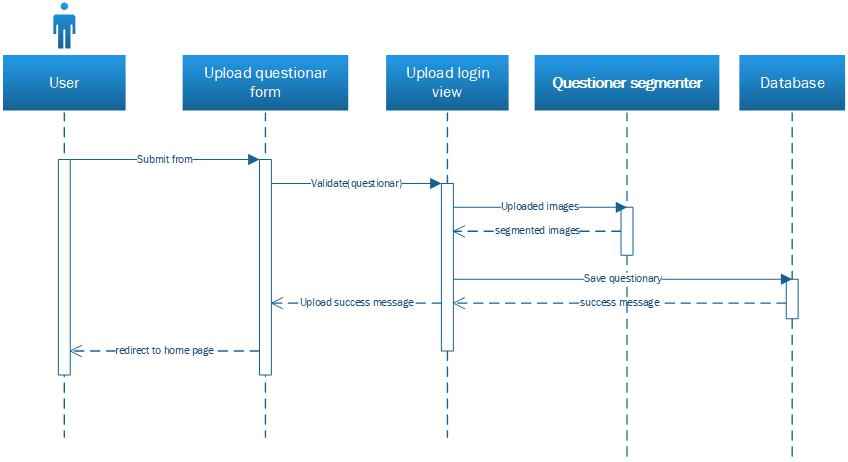 User
Upload questionar
form
Upload login
view
Questioner segmenter
Database
Submit from
Validate(questionar)
Uploaded images
segmented images
Save questionary
Upload success message
success message
redirect to home page